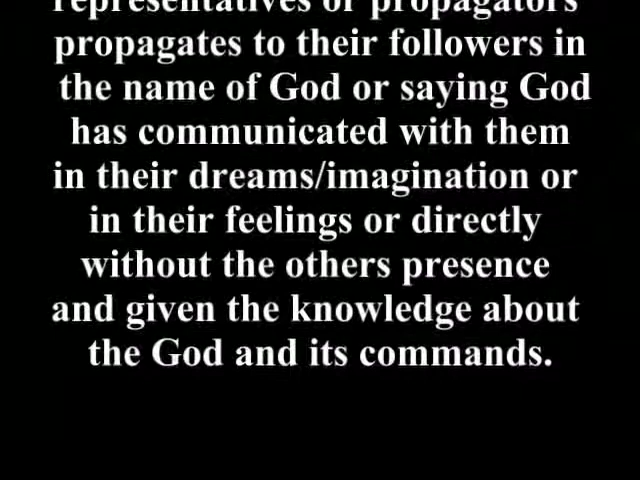 representatives or propagators
propagates to their followers in
the name of God or saying God
has communicated with them
in their dreams/imagination or
in their feelings or directly
without the others presence
and given the knowledge about
the God and its commands.